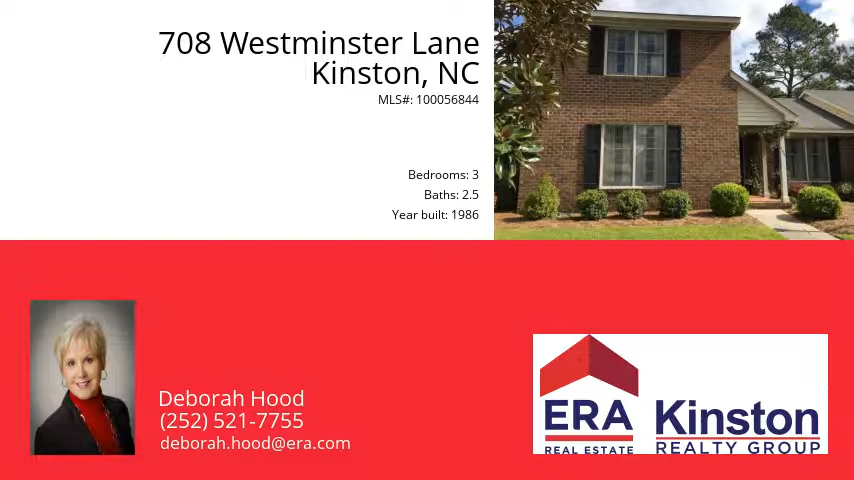 708 Westminster Lane
Kinston, NC
MLS#: 100056844
Bedrooms: 3
Baths: 2.5
Year built: 1986
Deborah Hood
(252) 521-7755
deborah.hood@era.com
ERA
REAL ESTATE
Kinston
REALTY GROUP